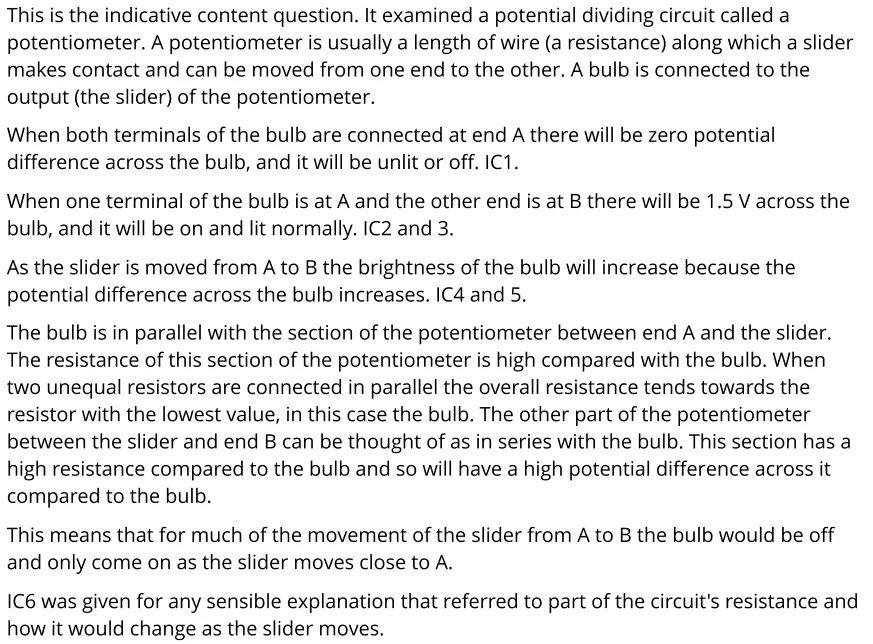 This is the indicative content question. It examined a potential dividing circuit called a
potentiometer. A potentiometer is usually a length of wire (a resistance) along which a slider
makes contact and can be moved from one end to the other. A bulb is connected to the
output (the slider) of the potentiometer.
When both terminals of the bulb are connected at end A there will be zero potential
difference across the bulb, and it will be unlit or off. IC1.
When one terminal of the bulb is at A and the other end is at B there will be 1.5 V across the
bulb, and it will be on and lit normally. IC2 and 3.
As the slider is moved from A to B the brightness of the bulb will increase because the
potential difference across the bulb increases. IC4 and 5.
The bulb is in parallel with the section of the potentiometer between end A and the slider.
The resistance of this section of the potentiometer is high compared with the bulb. When
two unequal resistors are connected in parallel the overall resistance tends towards the
resistor with the lowest value, in this case the bulb. The other part of the potentiometer
between the slider and end B can be thought of as in series with the bulb. This section has a
high resistance compared to the bulb and so will have a high potential difference across it
compared to the bulb.
This means that for much of the movement of the slider from A to B the bulb would be off
and only come on as the slider moves close to A.
IC6 was given for any sensible explanation that referred to part of the circuit's resistance and
how it would change as the slider moves.